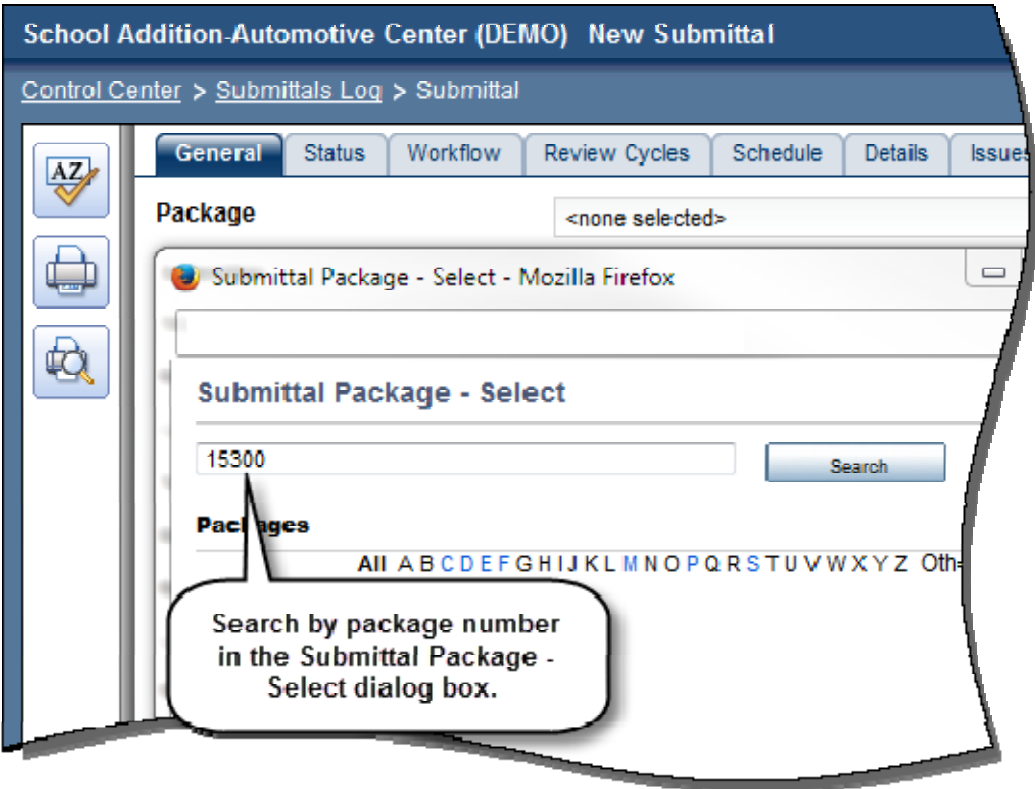 School Addition-Automotive Center (DEMO) New Submittal
Control Center > Submittals Log > Submittal
AZ
General Status Workflow Review Cycles Schedule Details Issues
Package <none selected>
Submittal Package - Select - Mozilla Firefox
Submittal Package - Select
15300 Search
Packages
All A B C D E F G H I J K L M N O P Q R S T U V W X Y Z
Search by package number
in the Submittal Package -
Select dialog box.